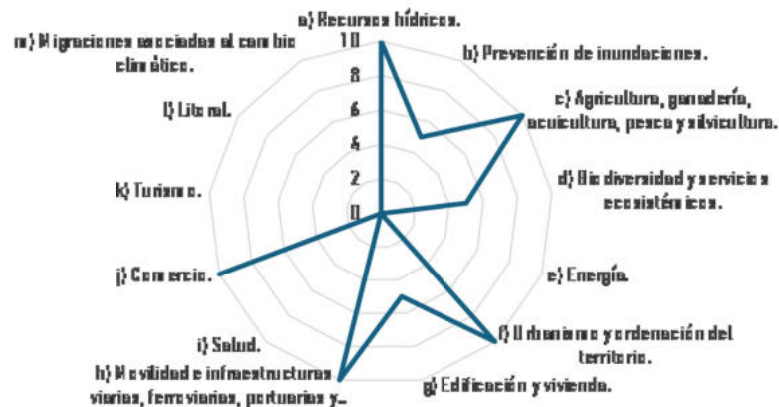 a) Recursos hídricos.
b) Prevención de inundaciones.
c) Agricultura, ganadería,
acuicultura, pesca y silvicultura.
d) Biodiversidad y servicios
ecosistémicos.
e) Energía.
f) Urbanismo y ordenación del
territorio.
g) Edificación y vivienda.
h) Movilidad e infraestructuras
viarias, ferroviarias, portuarias y...
i) Salud.
j) Comercio.
k) Turismo.
l) Litoral.
m) Migraciones asociadas al cambio
climático.
10
8
6
4
2
0